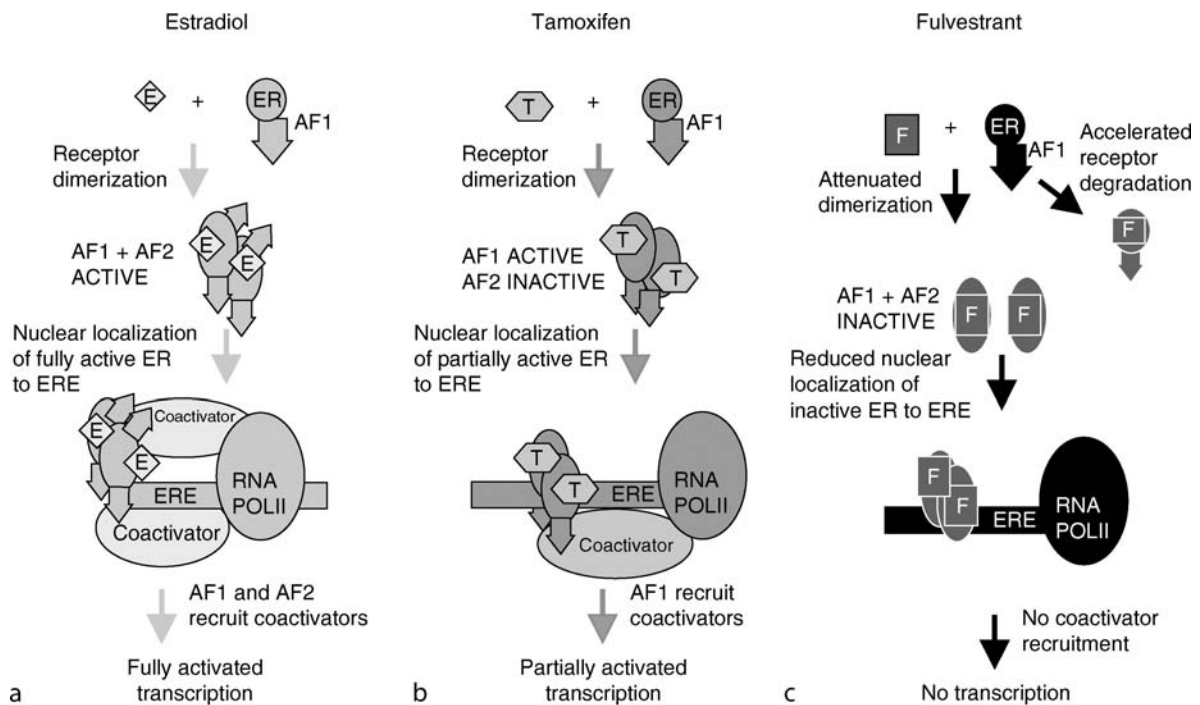 Estradiol
E
+
ER
AF1
Receptor
dimerization
E
E
AF1 + AF2
ACTIVE
Nuclear localization
of fully active ER
to ERE
E
Coactivator
E
ERE
RNA
POLII
Coactivator
AF1 and AF2
recruit coactivators
Fully activated
transcription
a
Tamoxifen
T
+
ER
AF1
Receptor
dimerization
T
T
AF1 ACTIVE
AF2 INACTIVE
Nuclear localization
of partially active ER
to ERE
T
T
ERE
RNA
POLII
Coactivator
AF1 recruit
coactivators
Partially activated
transcription
b
Fulvestrant
F
+
ER
AF1
Accelerated
receptor
degradation
Attenuated
dimerization
F
AF1 + AF2
INACTIVE
F
F
Reduced nuclear
localization of
inactive ER to ERE
F
F
ERE
RNA
POLII
No coactivator
recruitment
No transcription
c